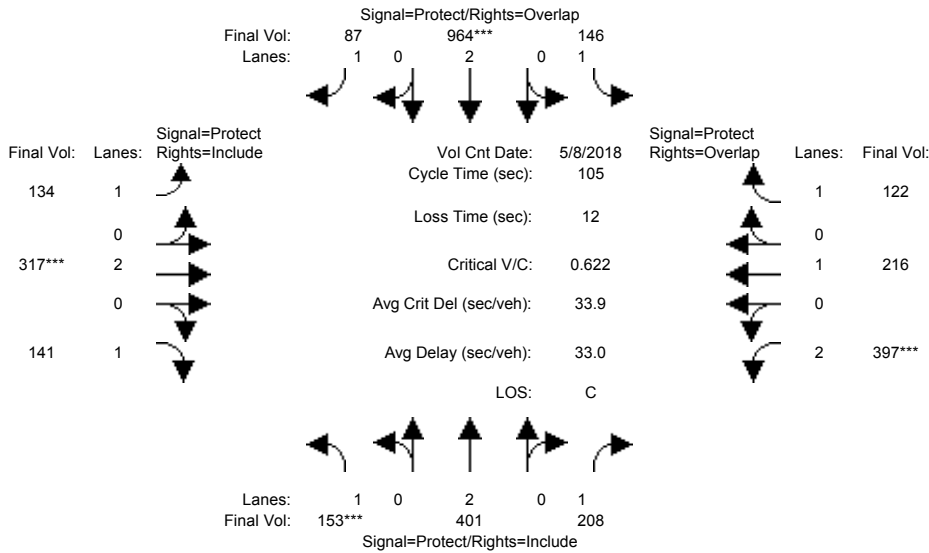 Signal=Protect/Rights=Overlap
Final Vol: 87 964*** 146
Lanes: 1 0 2 0 1
Signal=Protect Signal=Protect
Final Vol: Lanes: Rights=Include Vol Cnt Date: 5/8/2018 Rights=Overlap Lanes: Final Vol:
Cycle Time (sec): 105
134 1 1 122
Loss Time (sec): 12
0 0
317*** 2 Critical V/C: 0.622 1 216
0 Avg Crit Del (sec/veh): 33.9 0
141 1 Avg Delay (sec/veh): 33.0 2 397***
LOS: C
Lanes: 1 0 2 0 1
Final Vol: 153*** 401 208
Signal=Protect/Rights=Include